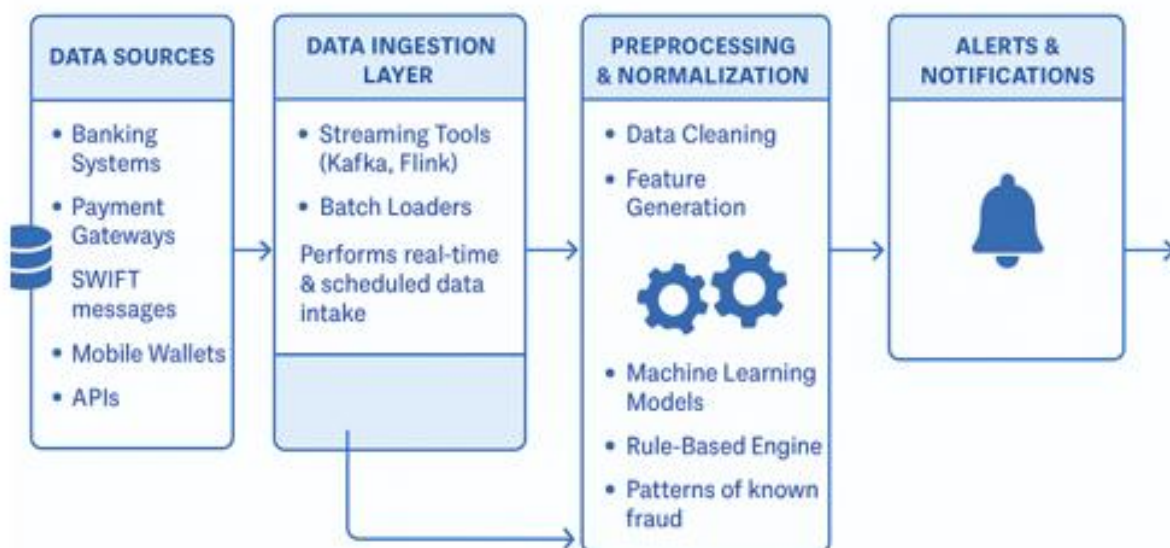 DATA SOURCES
• Banking
Systems
• Payment
Gateways
SWIFT
messages
• Mobile Wallets
• APIs
DATA INGESTION
LAYER
• Streaming Tools
(Kafka, Flink)
• Batch Loaders
Performs real-time
& scheduled data
intake
PREPROCESSING
& NORMALIZATION
• Data Cleaning
• Feature
Generation
• Machine Learning
Models
• Rule-Based Engine
• Patterns of known
fraud
ALERTS &
NOTIFICATIONS